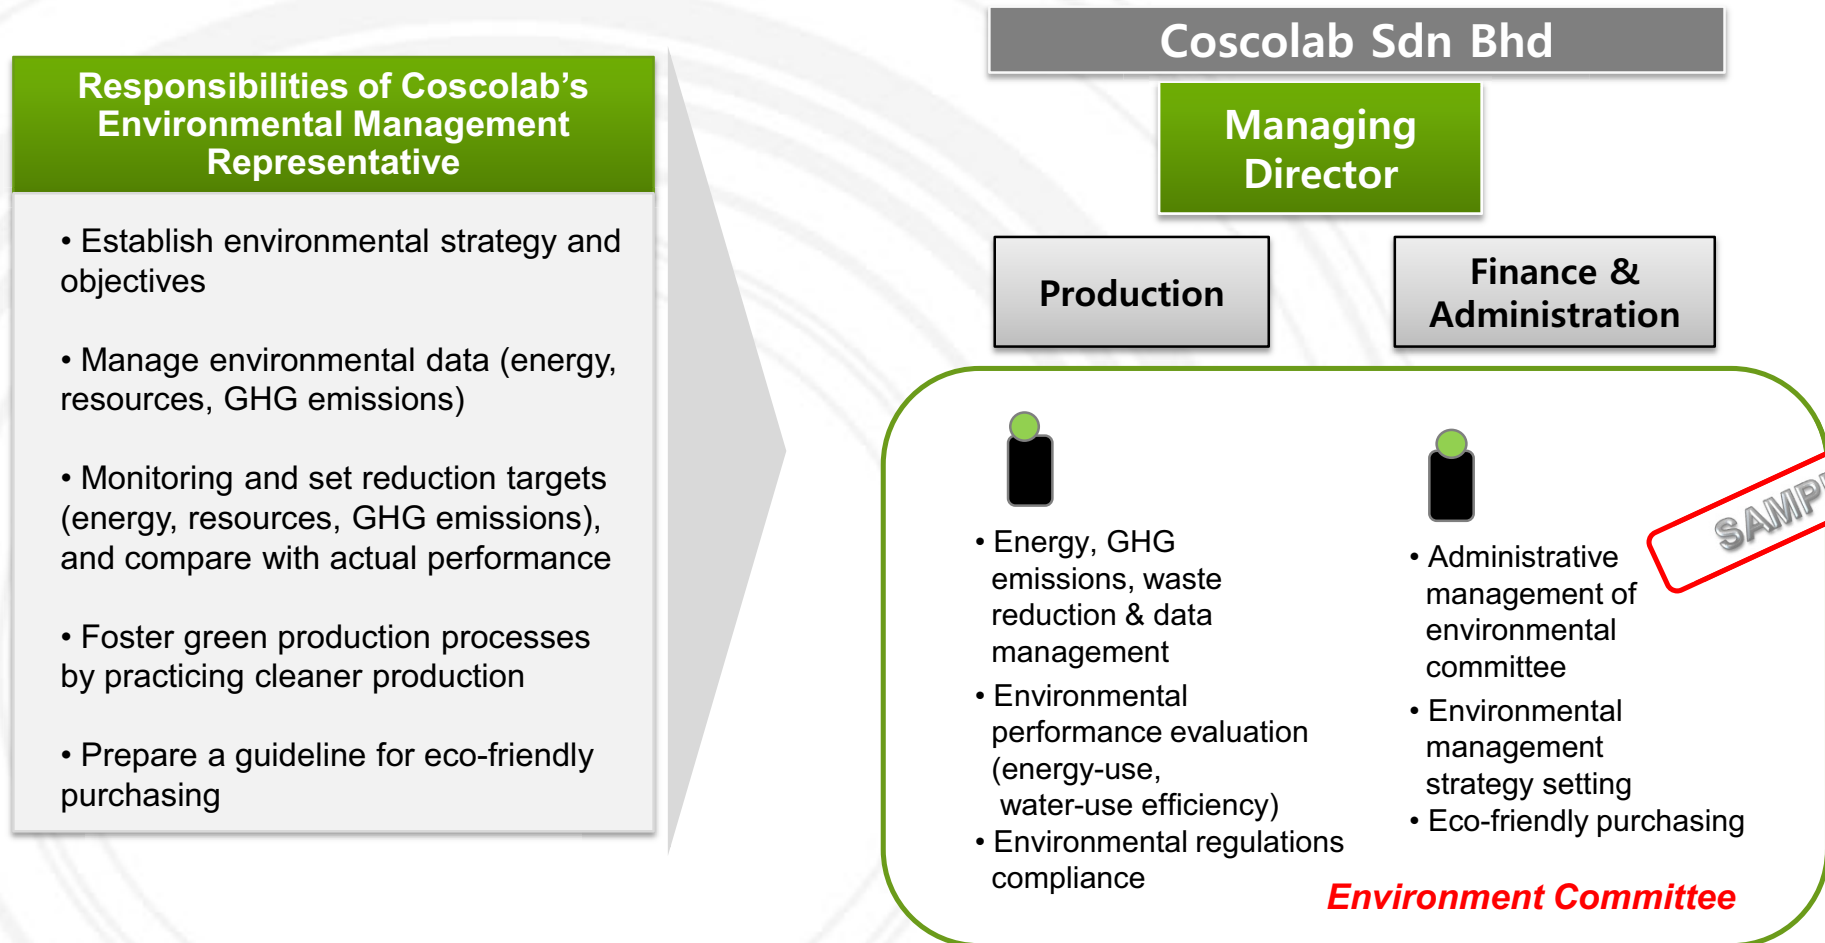 Responsibilities of Coscolab’s
Environmental Management
Representative
• Establish environmental strategy and
objectives
• Manage environmental data (energy,
resources, GHG emissions)
• Monitoring and set reduction targets
(energy, resources, GHG emissions),
and compare with actual performance
• Foster green production processes
by practicing cleaner production
• Prepare a guideline for eco-friendly
purchasing
Coscolab Sdn Bhd
Managing
Director
Production
Finance &
Administration
• Energy, GHG
emissions, waste
reduction & data
management
• Environmental
performance evaluation
(energy-use,
water-use efficiency)
• Environmental regulations
compliance
• Administrative
management of
environmental
committee
• Environmental
management
strategy setting
• Eco-friendly purchasing
Environment Committee